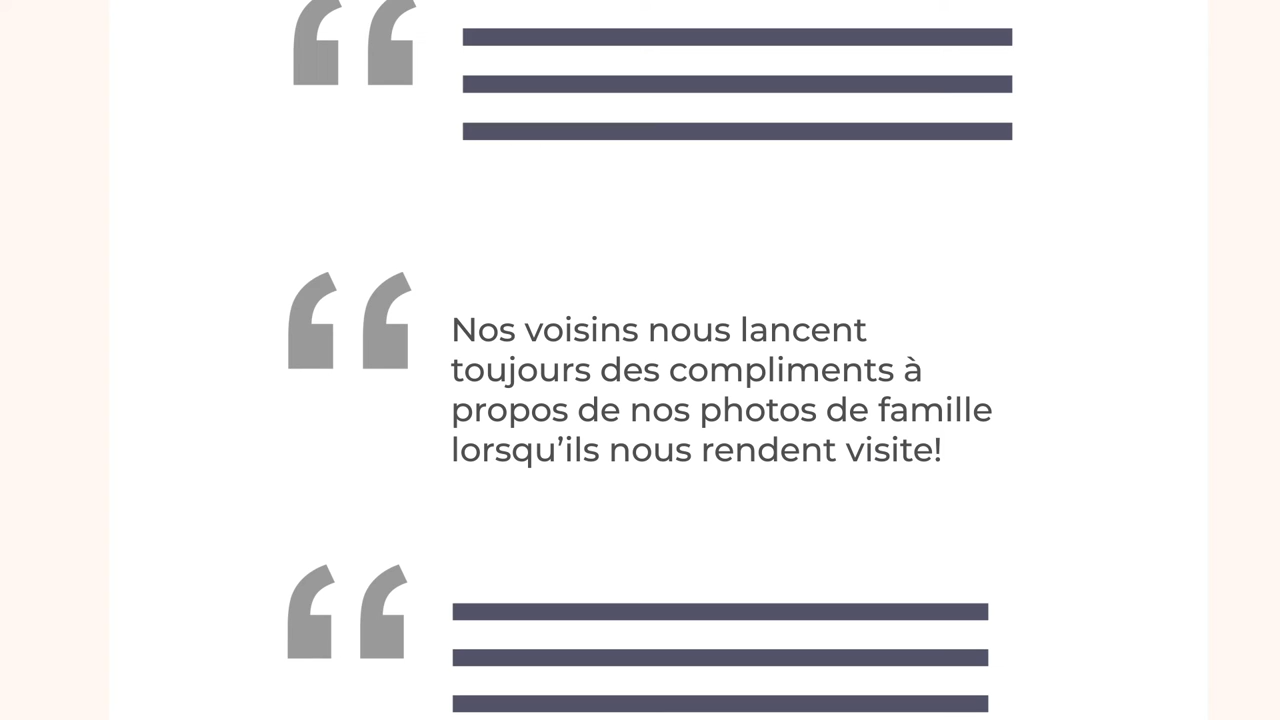 Nos voisins nous lancent
toujours des compliments à
propos de nos photos de famille
lorsqu’ils nous rendent visite!